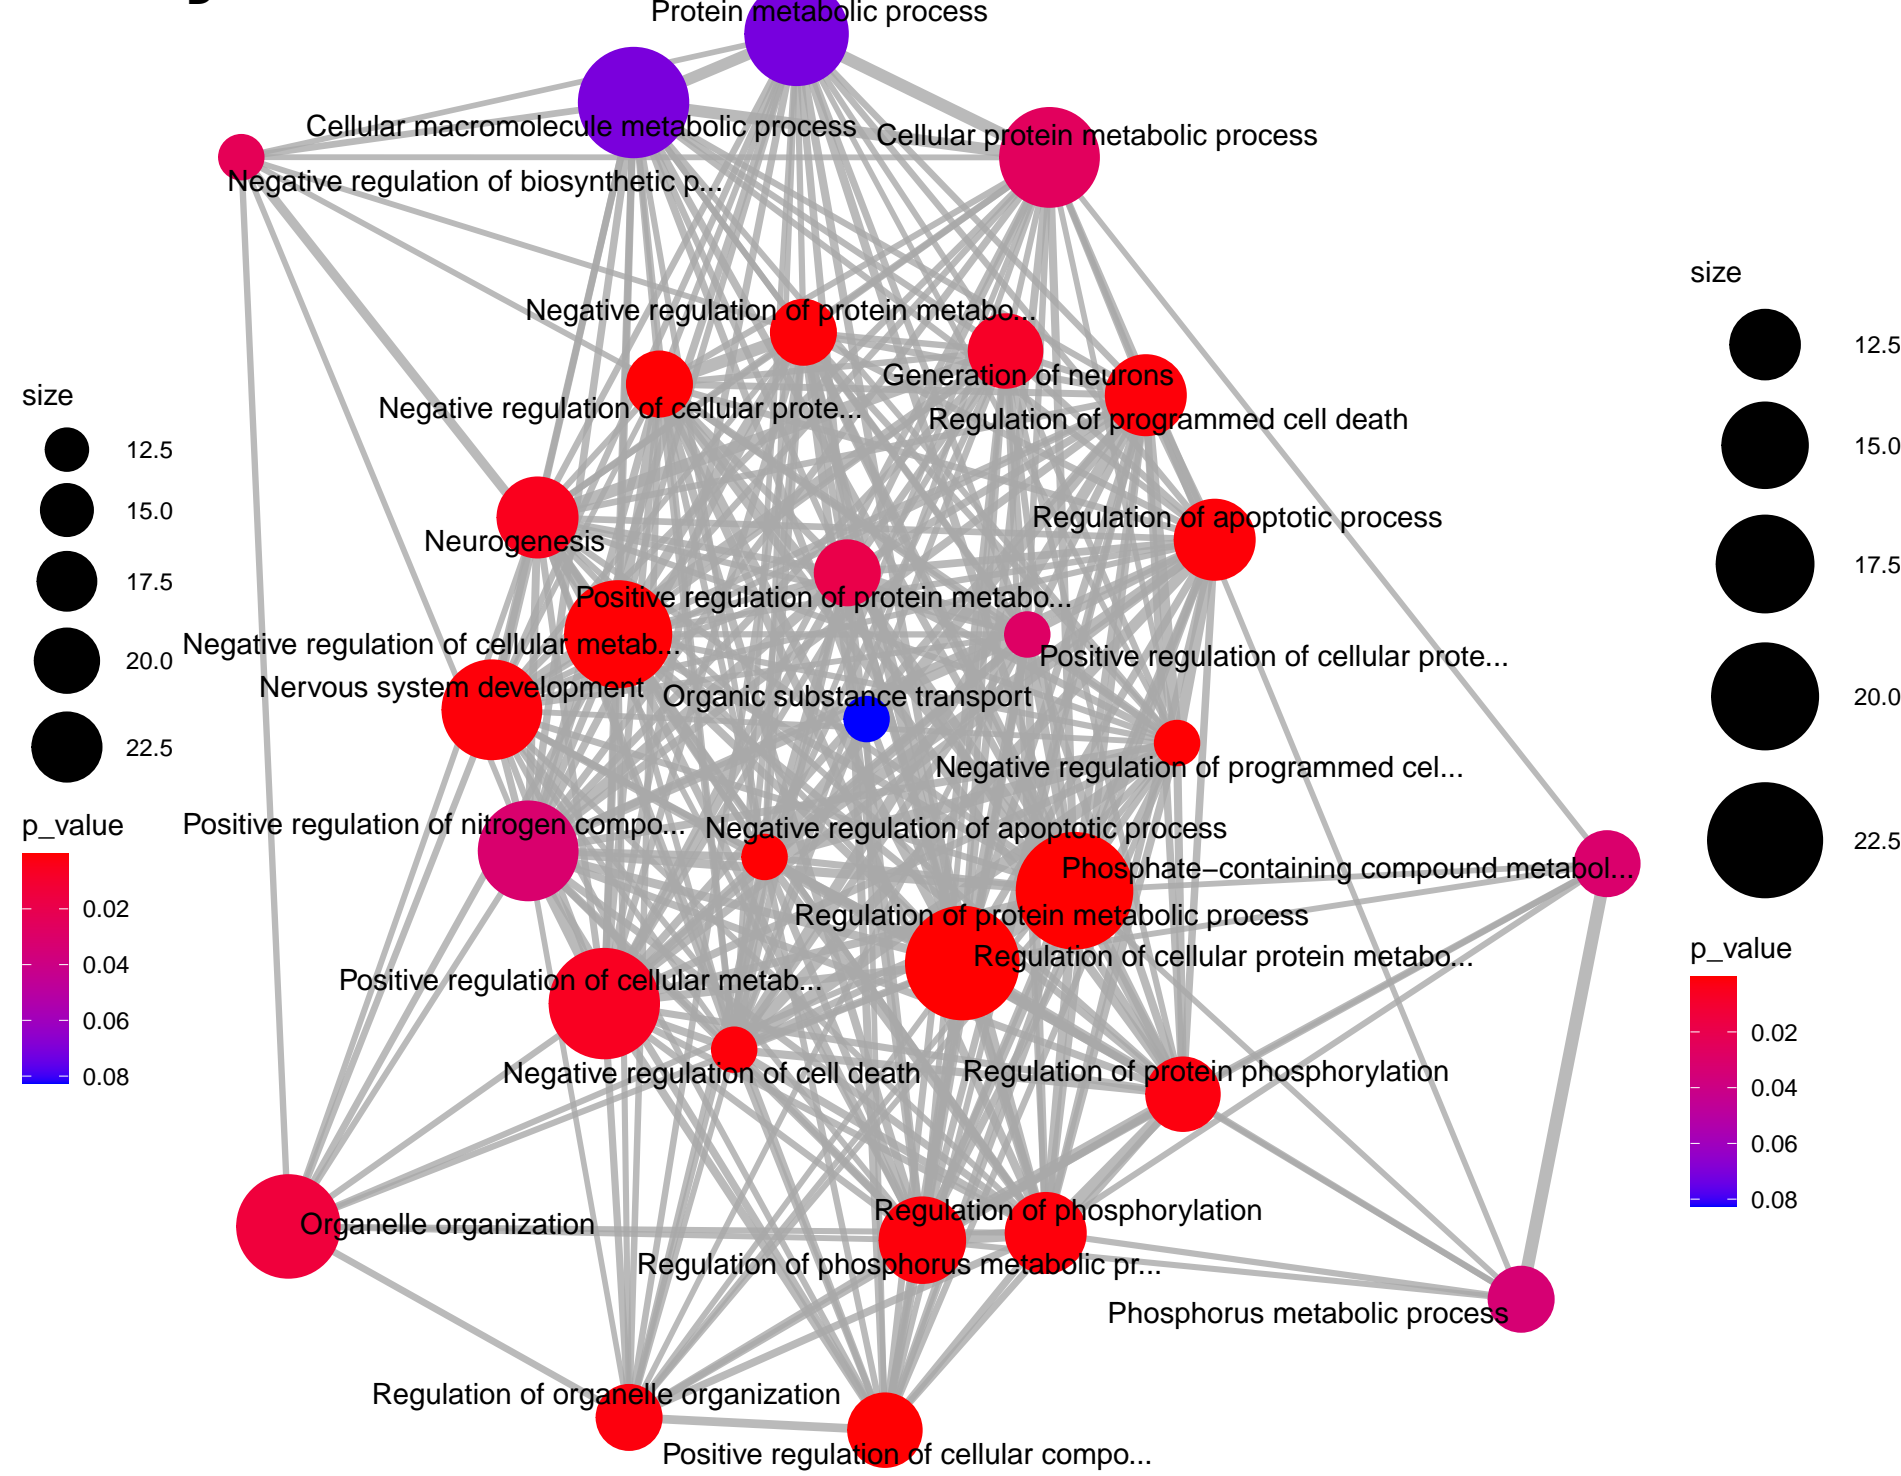 Protein metabolic process
Cellular macromolecule metabolic process
Cellular protein metabolic process
Negative regulation of biosynthetic p...
size
Negative regulation of protein metabo...
12.5
Generation of neurons
size
Negative regulation of cellular prote...
Regulation of programmed cell death
12.5
15.0
15.0
Regulation of apoptotic process
Neurogenesis
17.5
17.5
Positive regulation of protein metabo...
Negative regulation of cellular metab...
Positive regulation of cellular prote...
20.0
Nervous system development
Organic substance transport
20.0
22.5
Negative regulation of programmed cel...
p_value
Positive regulation of nitrogen compo...
Negative regulation of apoptotic process
22.5
Phosphate−containing compound metabol...
0.02
Regulation of protein metabolic process
p_value
Regulation of cellular protein metabo...
0.04
Positive regulation of cellular metab...
0.06
0.02
0.08
Negative regulation of cell death
Regulation of protein phosphorylation
0.04
0.06
0.08
Regulation of phosphorylation
Organelle organization
Regulation of phosphorus metabolic pr...
Phosphorus metabolic process
Regulation of organelle organization
Positive regulation of cellular compo...